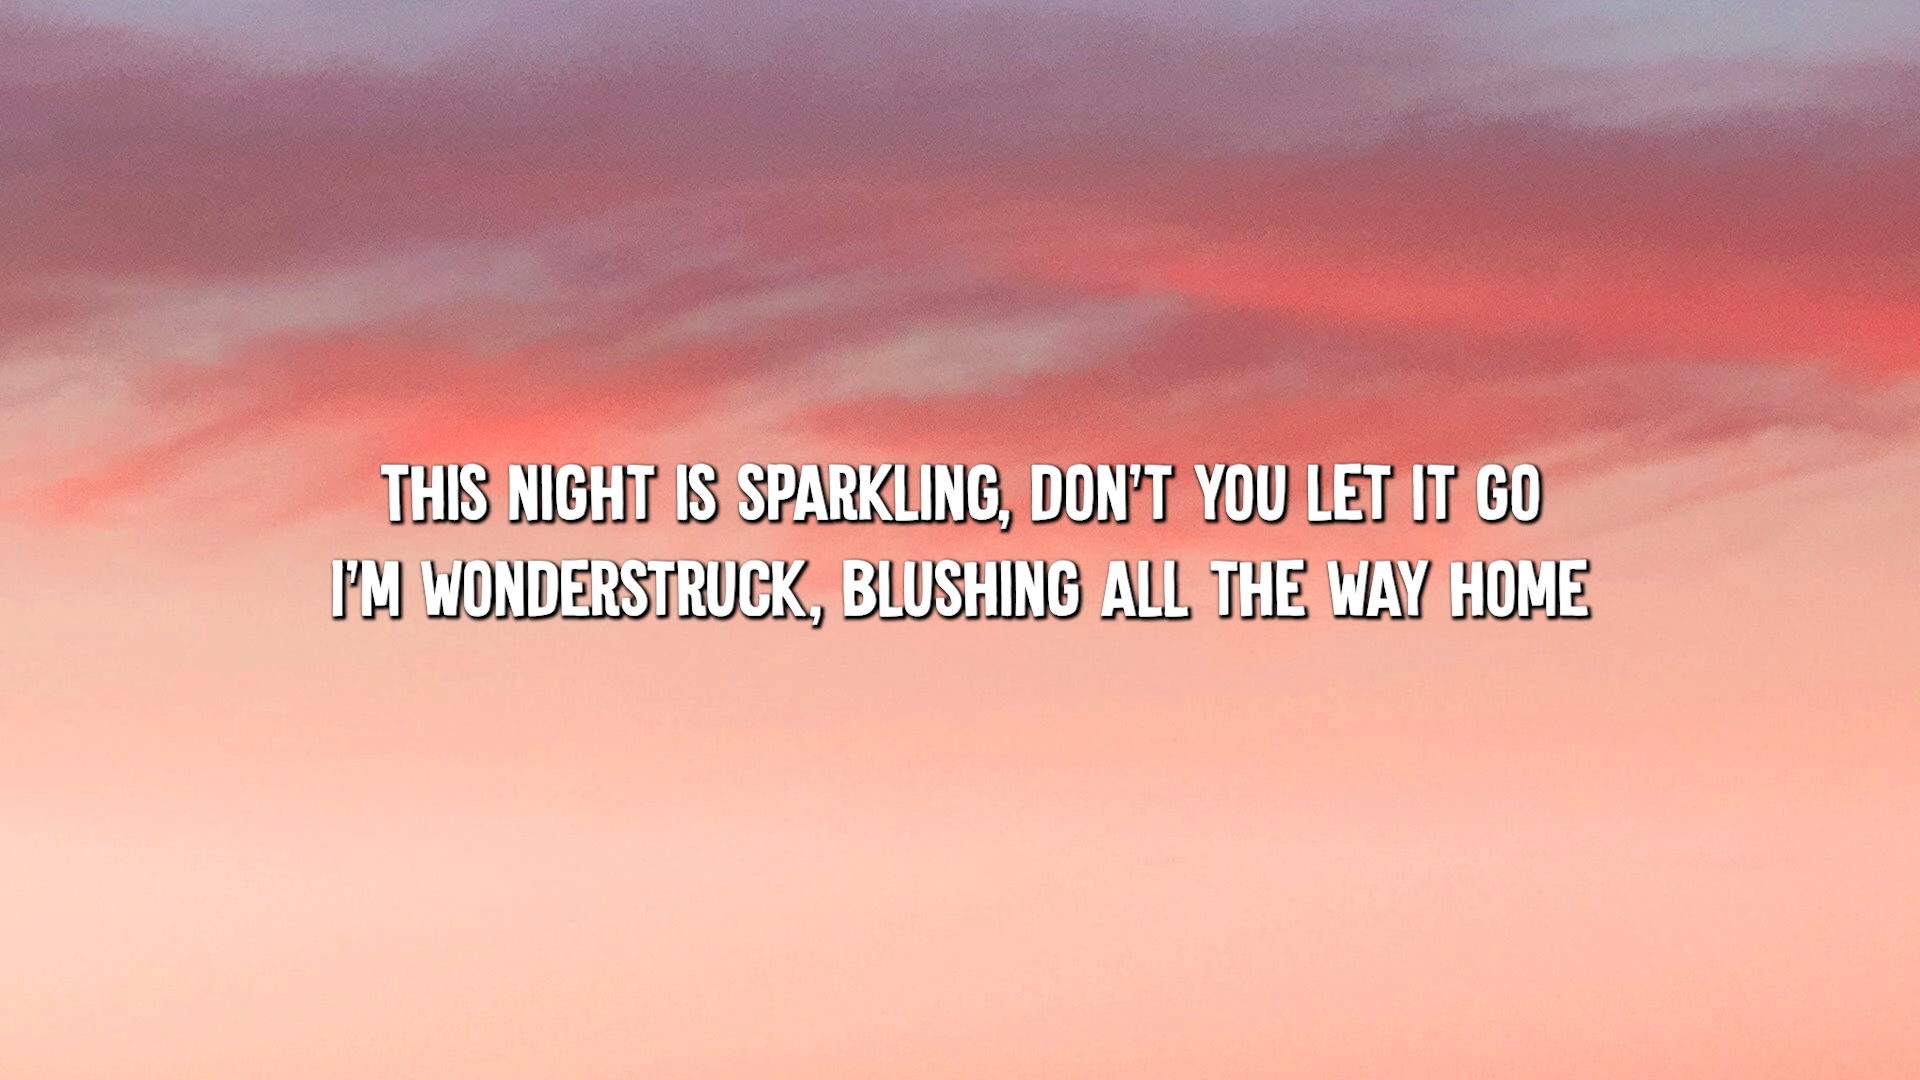 THIS NIGHT IS SPARKLING, DON'T YOU LET IT GO
I'M WONDERSTRUCK, BLUSHING ALL THE WAY HOME